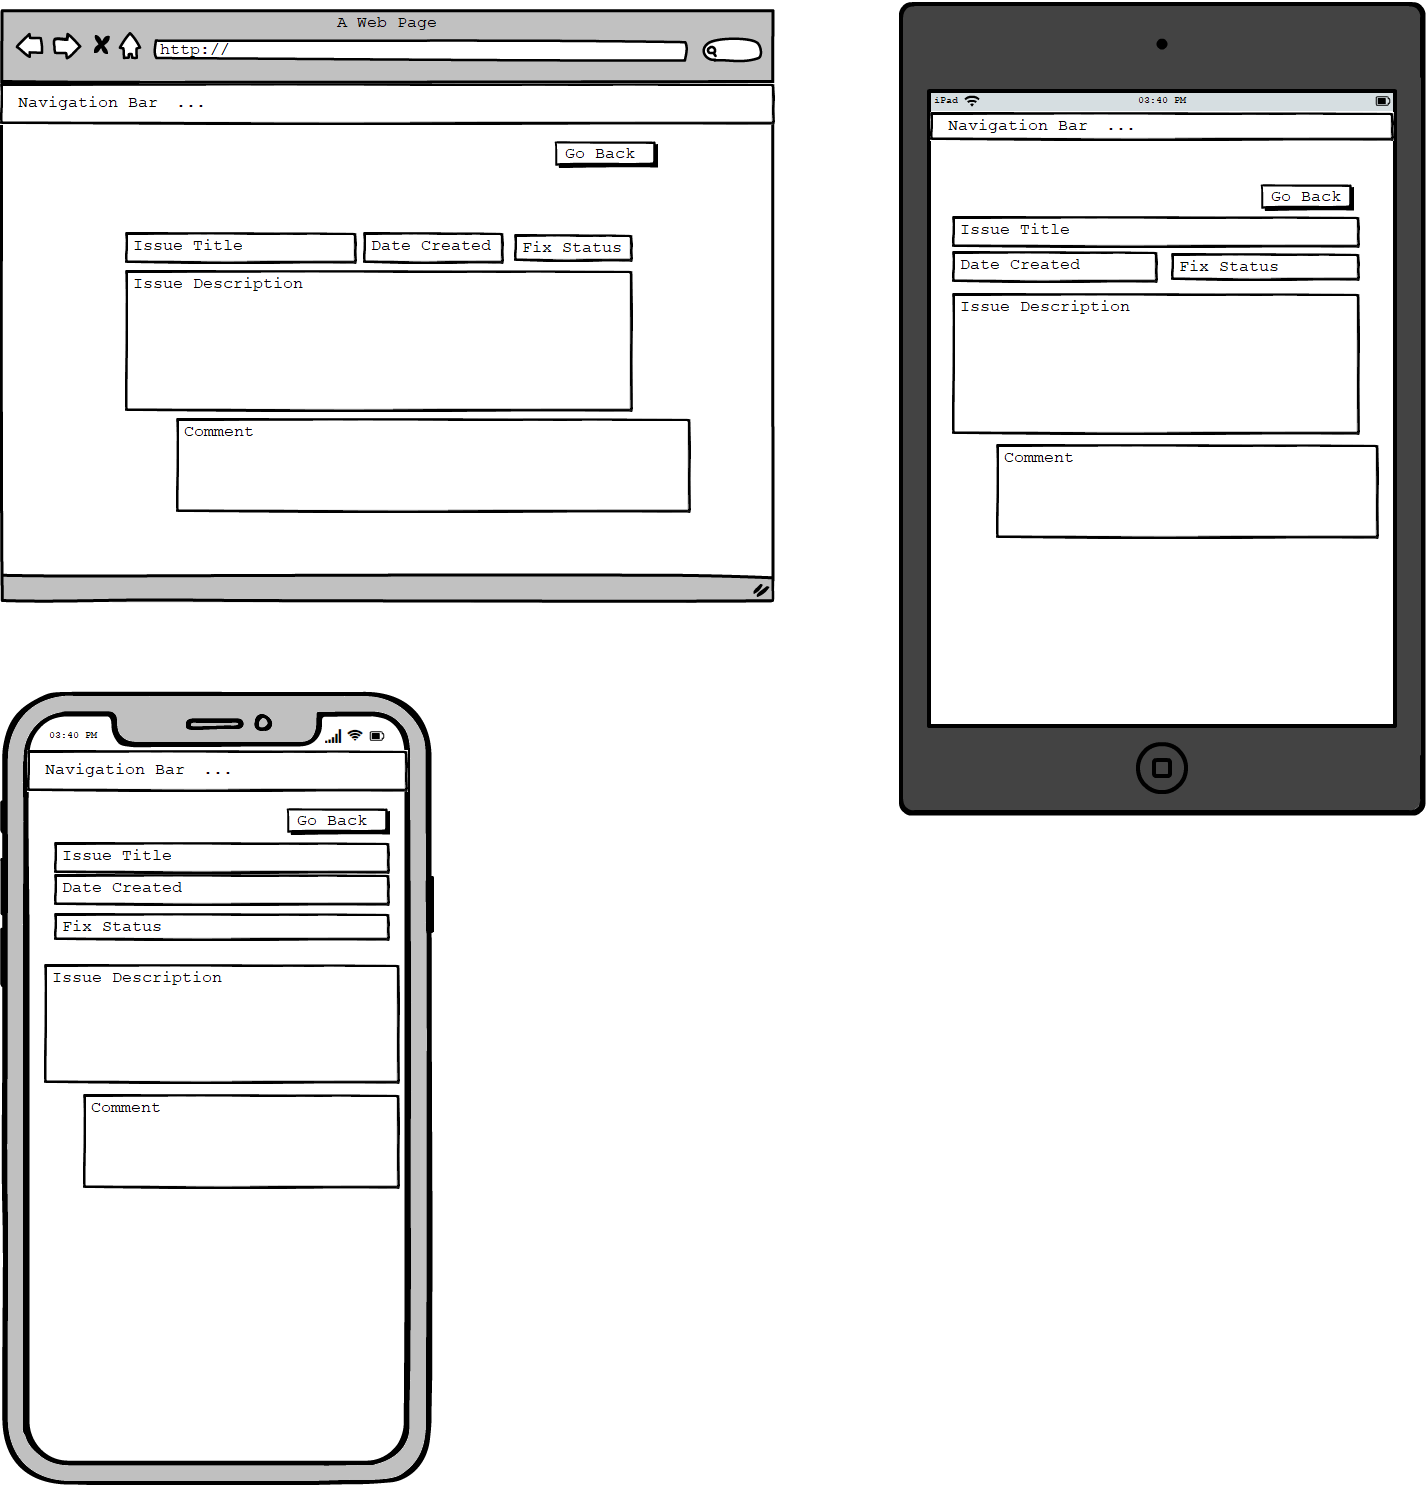 A Web Page
http://
Navigation Bar ...
Go Back
Issue Title
Date Created
Fix Status
Issue Description
Comment
iPad
03:40 PM
Navigation Bar ...
Go Back
Issue Title
Date Created
Fix Status
Issue Description
Comment
03:40 PM
Navigation Bar ...
Go Back
Issue Title
Date Created
Fix Status
Issue Description
Comment